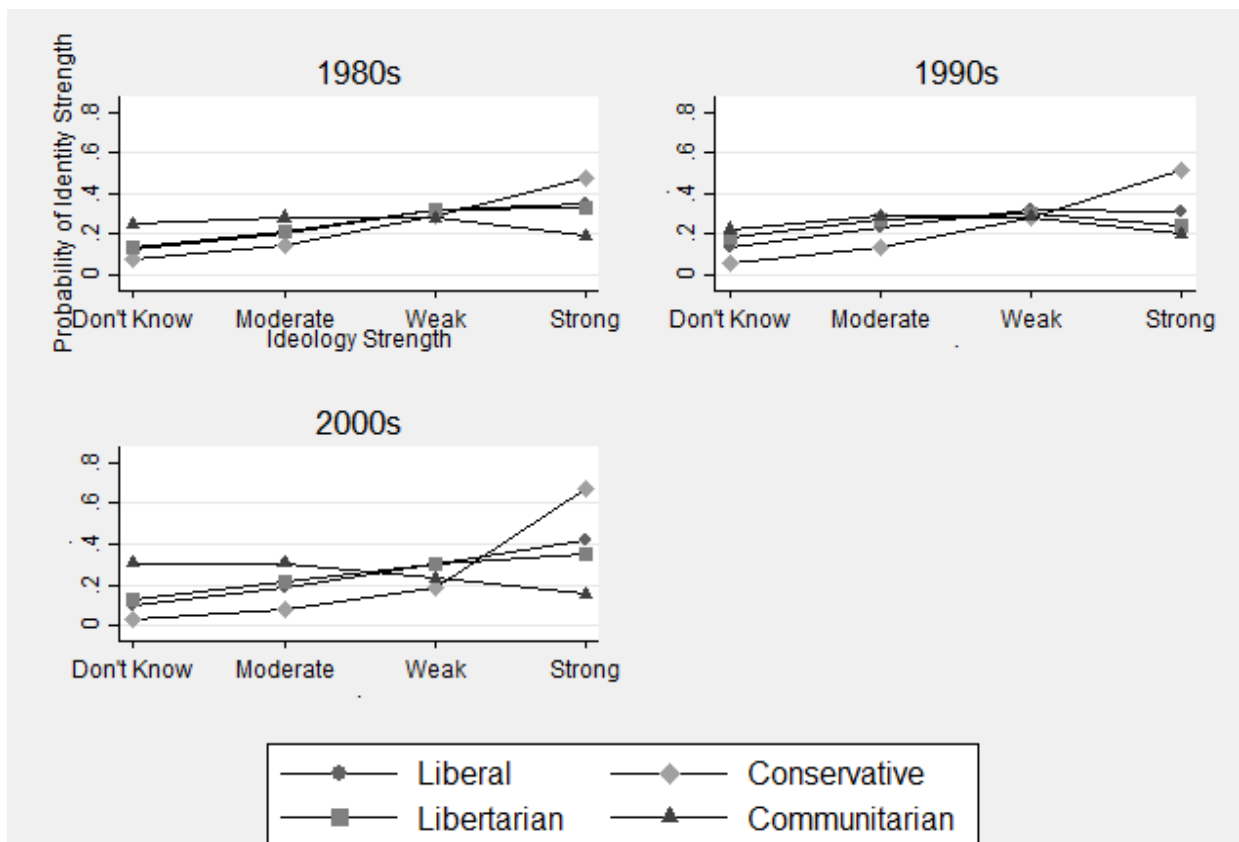 1980s
Probability of Identity Strength
.8
.6
.4
.2
0
Don't Know Moderate Weak Strong
Ideology Strength
1990s
.8
.6
.4
.2
0
Don't Know Moderate Weak Strong
.
2000s
.8
.6
.4
.2
0
Don't Know Moderate Weak Strong
.
Liberal Conservative
Libertarian Communitarian